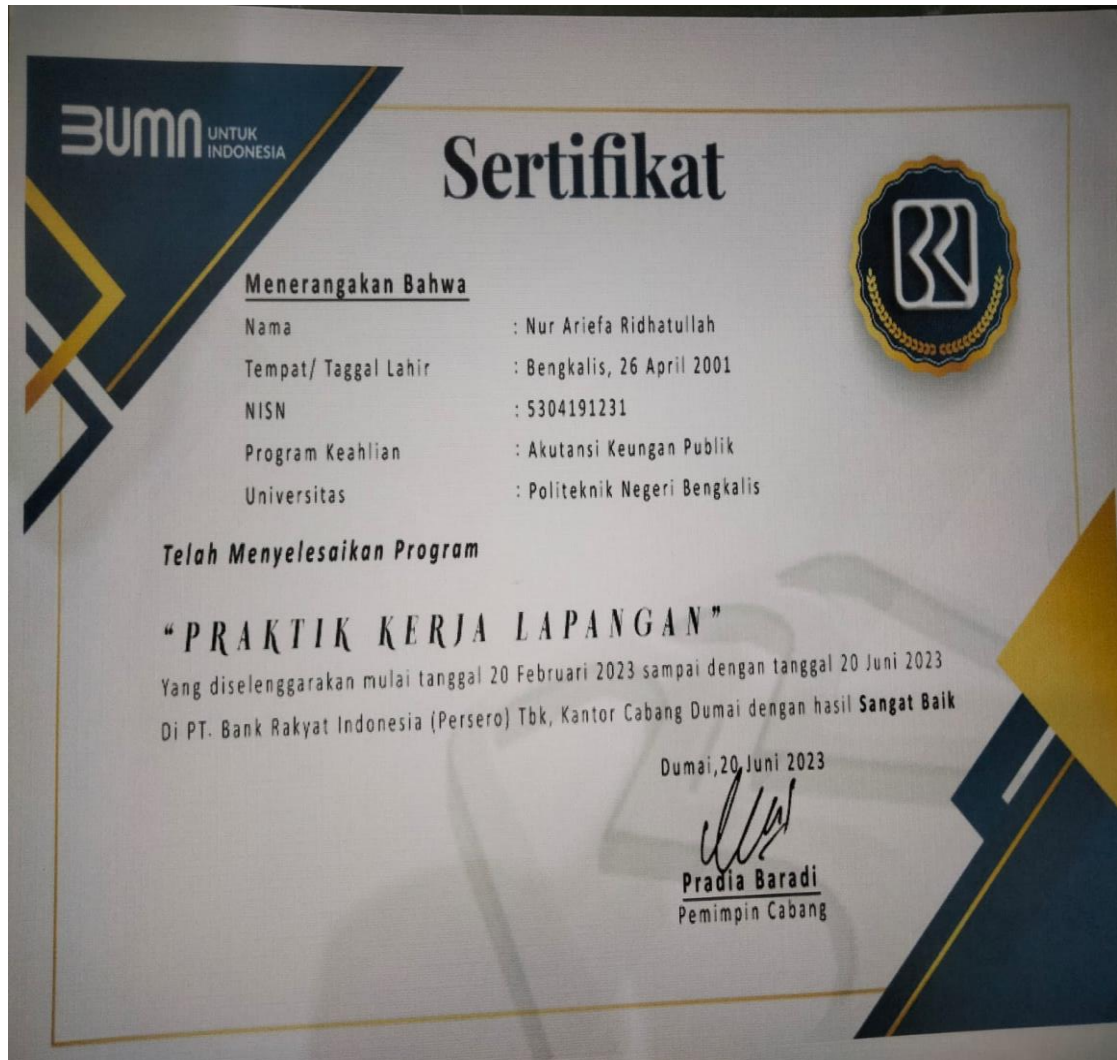 BUMN UNTUK
INDONESIA
Sertifikat
Menerangakan Bahwa
Nama : Nur Ariefa Ridhatullah
Tempat/ Taggal Lahir : Bengkalis, 26 April 2001
NISN : 5304191231
Program Keahlian : Akutansi Keungan Publik
Universitas : Politeknik Negeri Bengkalis
Telah Menyelesaikan Program
"PRAKTIK KERJA LAPANGAN"
Yang diselenggarakan mulai tanggal 20 Februari 2023 sampai dengan tanggal 20 Juni 2023
Di PT. Bank Rakyat Indonesia (Persero) Tbk, Kantor Cabang Dumai dengan hasil Sangat Baik
Dumai,20 Juni 2023
Pradia Baradi
Pemimpin Cabang